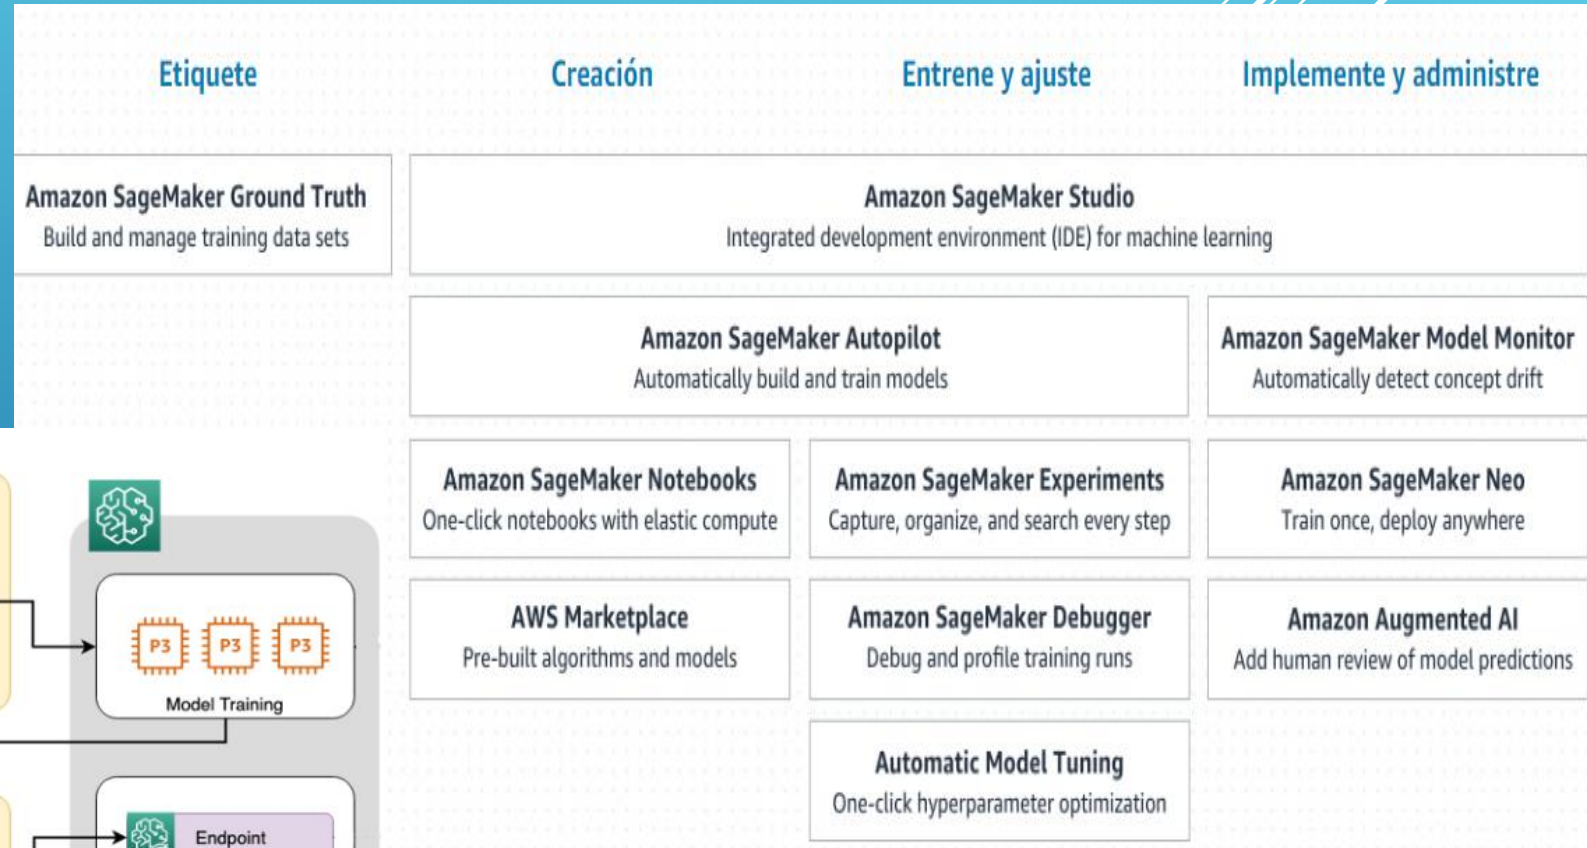 Etiquete
Creación
Entrene y ajuste
Implemente y administre
Amazon SageMaker Ground Truth
Build and manage training data sets
Amazon SageMaker Studio
Integrated development environment (IDE) for machine learning
Amazon SageMaker Autopilot
Automatically build and train models
Amazon SageMaker Model Monitor
Automatically detect concept drift
Amazon SageMaker Notebooks
One-click notebooks with elastic compute
Amazon SageMaker Experiments
Capture, organize, and search every step
Amazon SageMaker Neo
Train once, deploy anywhere
AWS Marketplace
Pre-built algorithms and models
Amazon SageMaker Debugger
Debug and profile training runs
Amazon Augmented AI
Add human review of model predictions
Automatic Model Tuning
One-click hyperparameter optimization
P3 P3 P3
Model Training
Endpoint